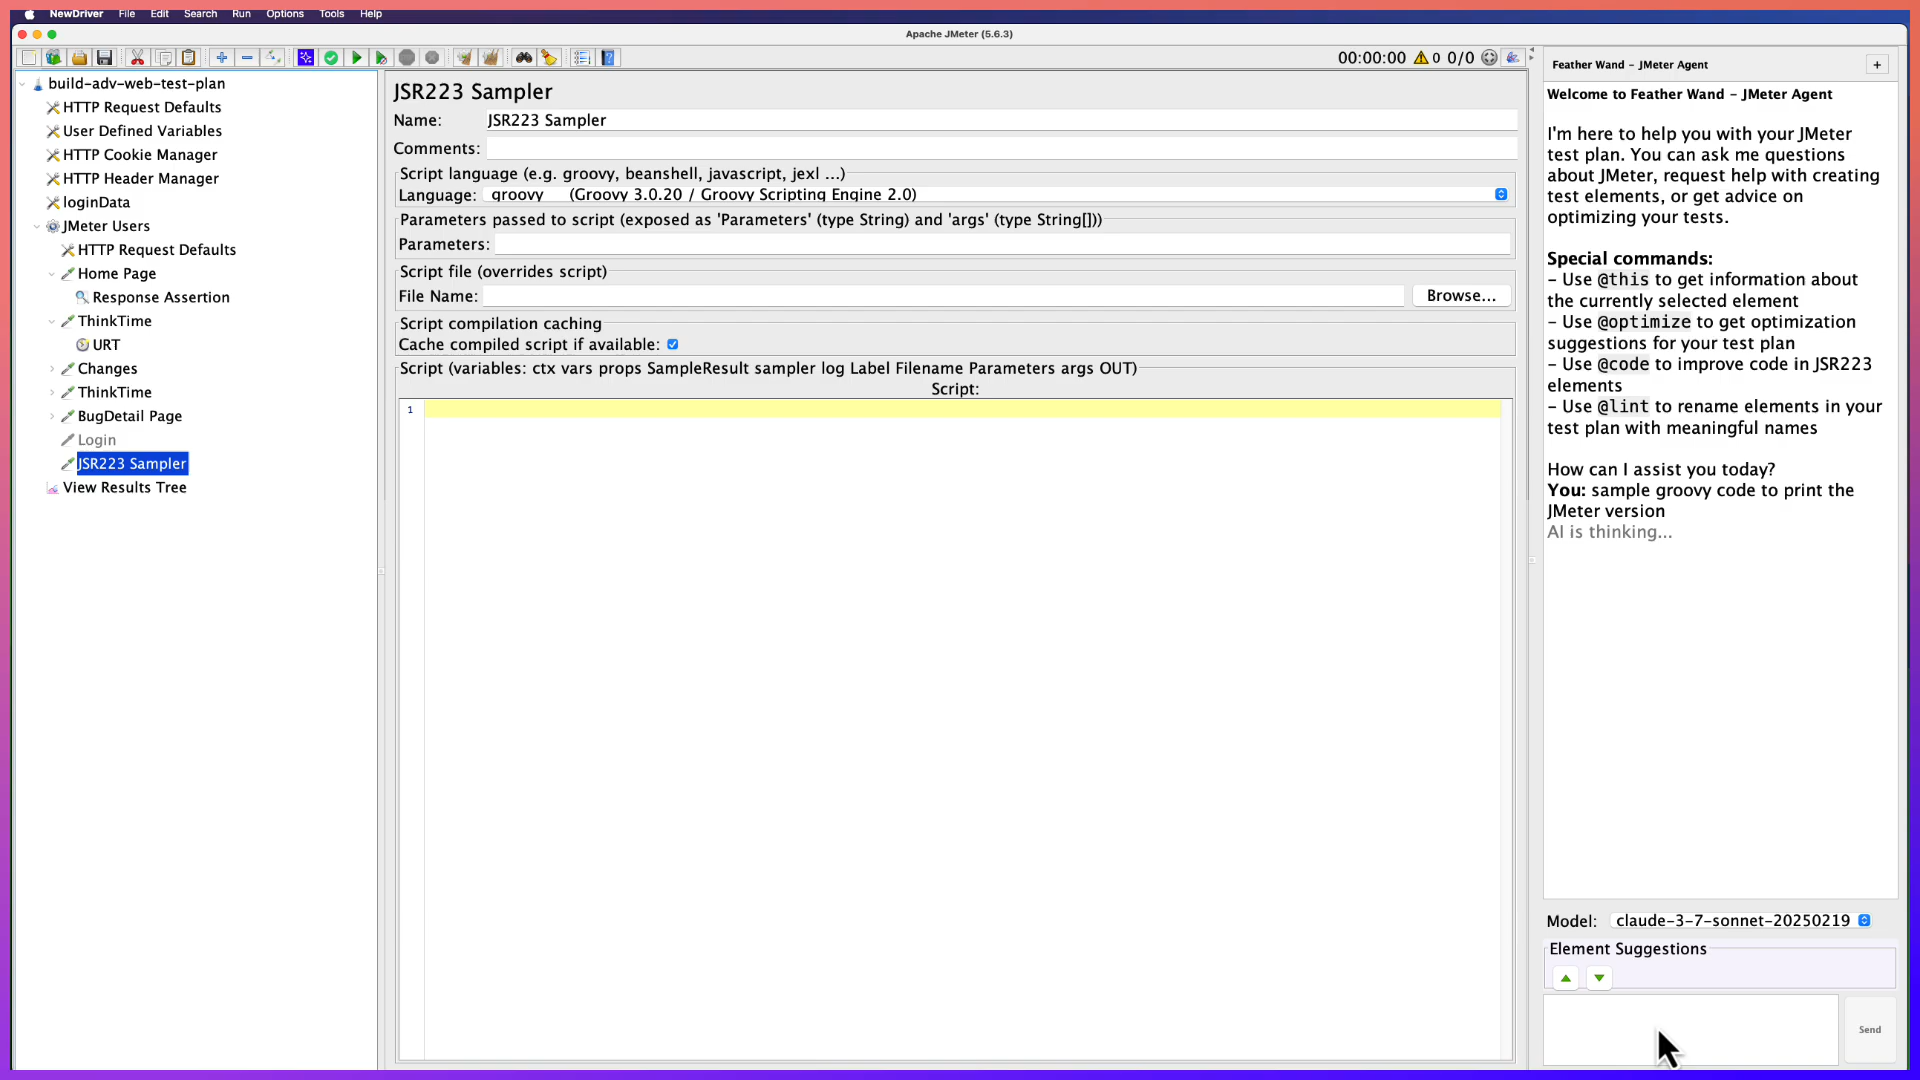 NewDriver File Edit Search Run Options Tools Help
Apache JMeter (5.6.3)
00:00:00 0 0/0
build-adv-web-test-plan
HTTP Request Defaults
User Defined Variables
HTTP Cookie Manager
HTTP Header Manager
loginData
JMeter Users
HTTP Request Defaults
Home Page
Response Assertion
ThinkTime
URT
Changes
ThinkTime
BugDetail Page
Login
JSR223 Sampler
View Results Tree
JSR223 Sampler
Name: JSR223 Sampler
Comments:
Script language (e.g. groovy, beanshell, javascript, jexl ...)
Language: groovy (Groovy 3.0.20 / Groovy Scripting Engine 2.0)
Parameters passed to script (exposed as 'Parameters' (type String) and 'args' (type String[]))
Parameters:
Script file (overrides script)
File Name: Browse...
Script compilation caching
Cache compiled script if available:
Script (variables: ctx vars props SampleResult sampler log Label Filename Parameters args OUT)
Script:
1
Feather Wand - JMeter Agent +
Welcome to Feather Wand - JMeter Agent
I'm here to help you with your JMeter
test plan. You can ask me questions
about JMeter, request help with creating
test elements, or get advice on
optimizing your tests.
Special commands:
- Use @this to get information about
the currently selected element
- Use @optimize to get optimization
suggestions for your test plan
- Use @code to improve code in JSR223
elements
- Use @lint to rename elements in your
test plan with meaningful names
How can I assist you today?
You: sample groovy code to print the
JMeter version
AI is thinking...
Model: claude-3-7-sonnet-20250219
Element Suggestions
Send